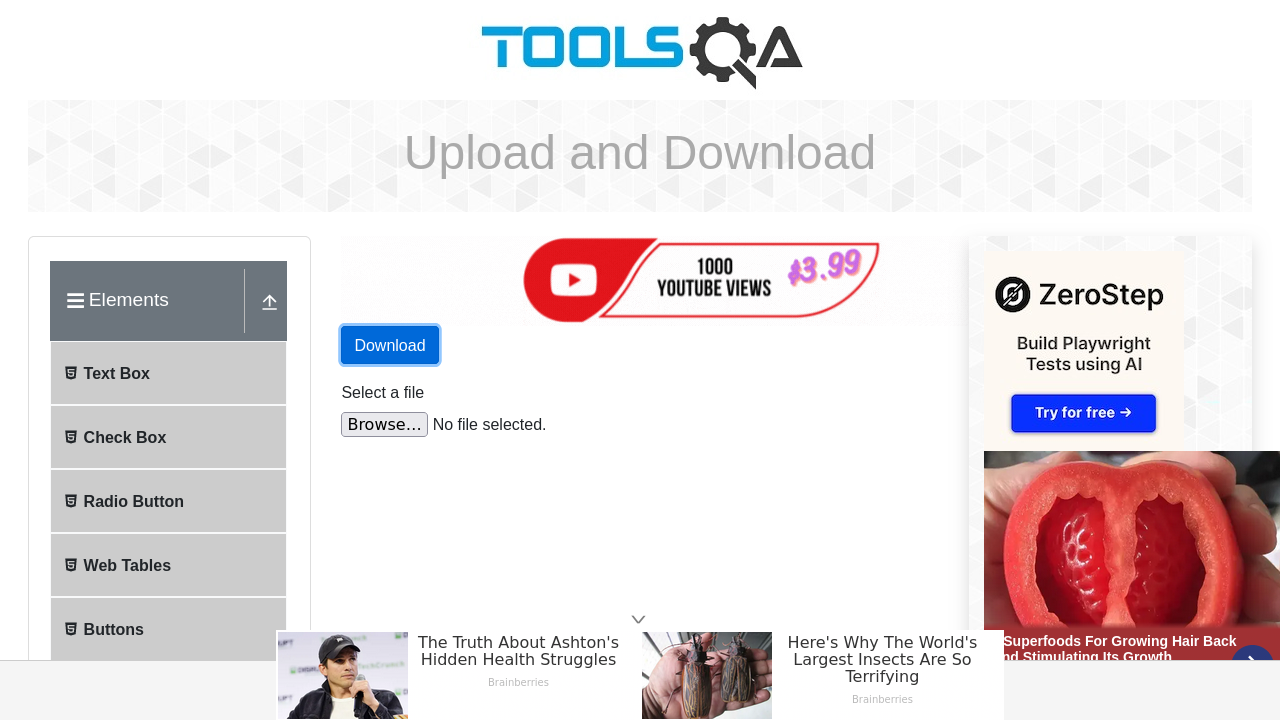 TOOLSQA
Upload and Download
Elements
Text Box
Check Box
Radio Button
Web Tables
Buttons
1000
YOUTUBE VIEWS
$3.99
Download
Select a file
Browse... No file selected.
ZeroStep
Build Playwright
Tests using AI
Try for free →
Superfoods For Growing Hair Back
Stimulating Its Growth
The Truth About Ashton's
Hidden Health Struggles
Brainberries
Here's Why The World's
Largest Insects Are So
Terrifying
Brainberries